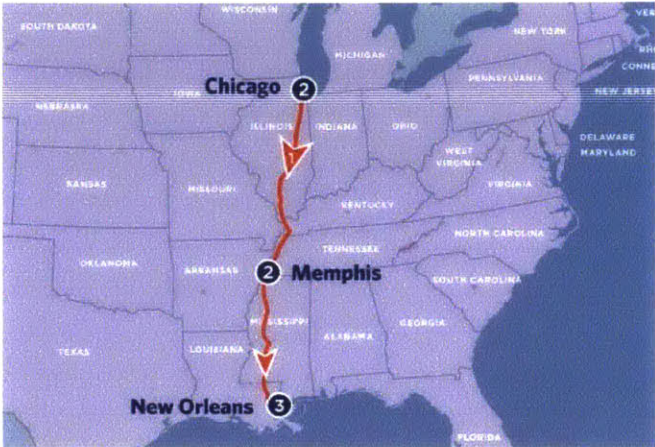 WISCONSIN
SOUTH DAKOTA
NEW YORK
MICHIGAN
Chicago 2
IOWA
PENNSYLVANIA
NEW JERSEY
NEBRASKA
ILLINOIS
INDIANA
OHIO
DELAWARE
MARYLAND
1
WEST
VIRGINIA
KANSAS
MISSOURI
VIRGINIA
KENTUCKY
TENNESSEE
NORTH CAROLINA
OKLAHOMA
ARKANSAS
2 Memphis
SOUTH CAROLINA
MISSISSIPPI
ALABAMA
GEORGIA
TEXAS
LOUISIANA
New Orleans 3
FLORIDA